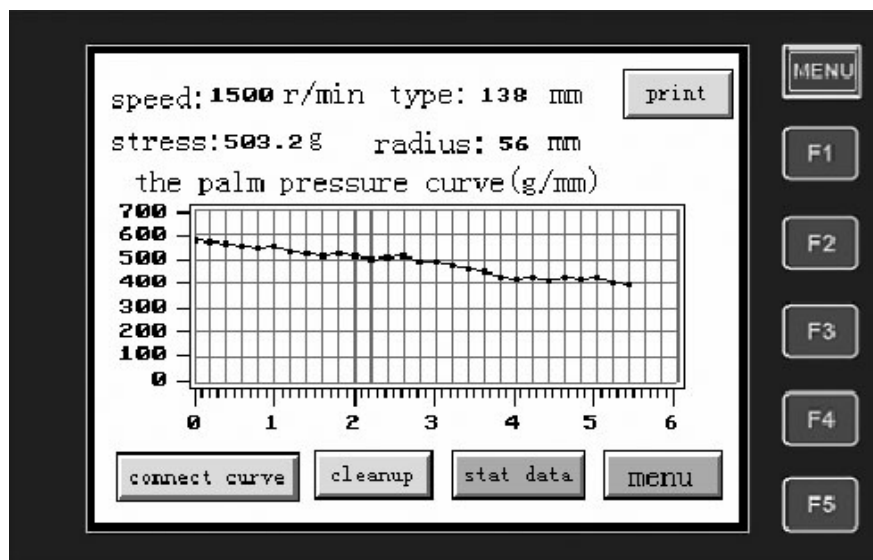 speed: 1500 r/min type: 138 mm print
stress: 503.2g radius: 56 mm
the palm pressure curve(g/mm)
700
600
500
400
300
200
100
0
0 1 2 3 4 5 6
connect curve cleanup stat data menu
MENU
F1
F2
F3
F4
F5